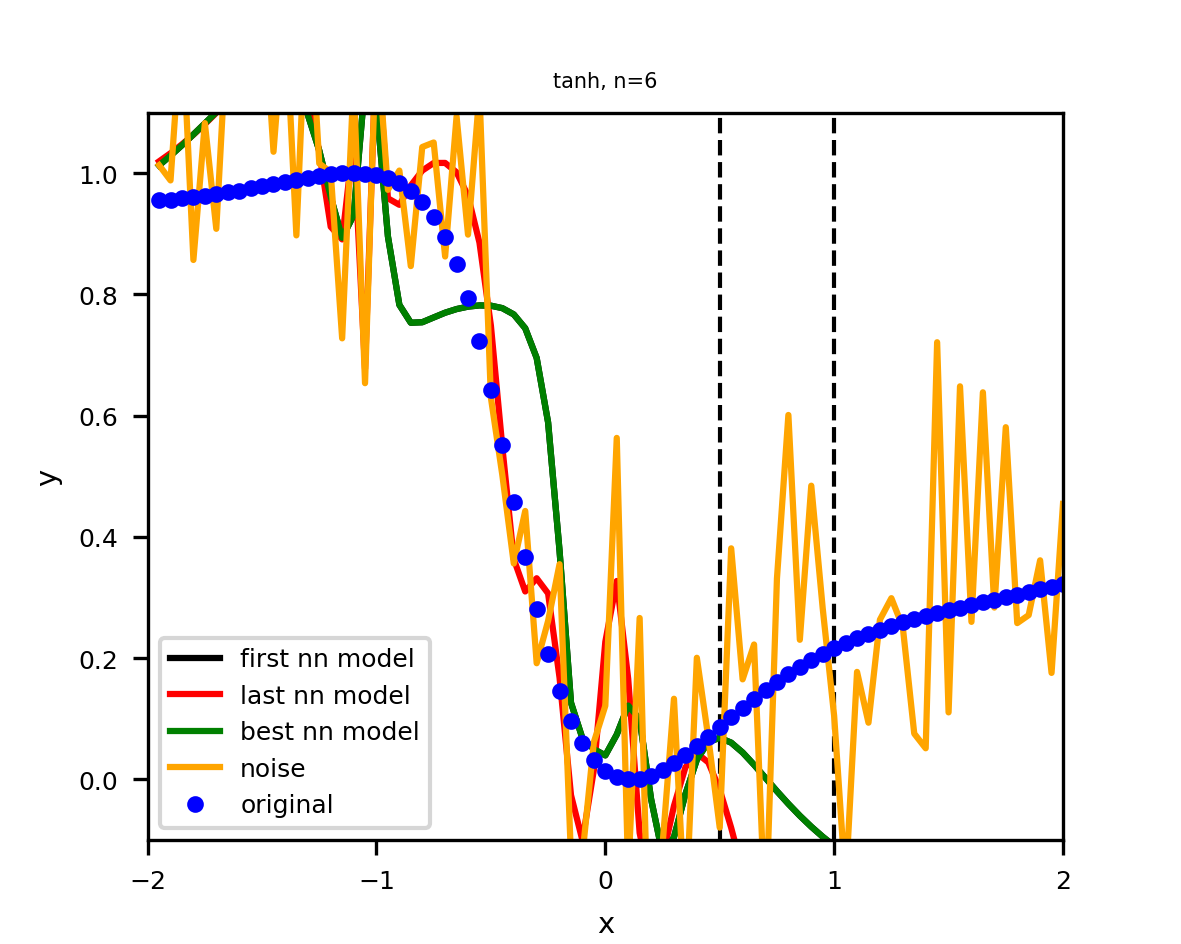 tanh, n=6
y
1.0
0.8
0.6
0.4
0.2
0.0
first nn model
last nn model
best nn model
noise
original
−2 −1 0 1 2
x